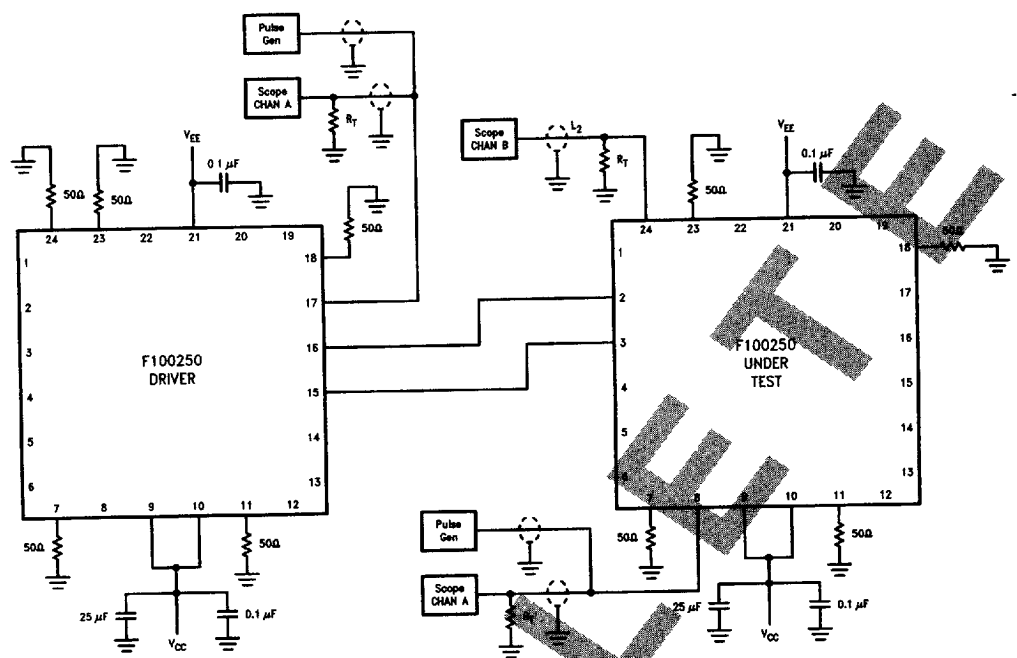 Pulse
Gen
Scope
CHAN A
R_T
V_EE
0 1 µF
50Ω
50Ω
50Ω
24 23 22 21 20 19
1
2
3
4
5
6
18
17
16
15
14
13
F100250
DRIVER
7 8 9 10 11 12
50Ω
50Ω
25 µF
0.1 µF
V_CC
Scope
CHAN B
L_2
R_T
50Ω
V_EE
0.1 µF
24 23 22 21 20 19
1
2
3
4
5
6
18
17
16
15
14
13
50Ω
F100250
UNDER
TEST
7 8 9 10 11 12
50Ω
50Ω
Pulse
Gen
Scope
CHAN A
R_T
25 µF
0.1 µF
V_CC
L E T E